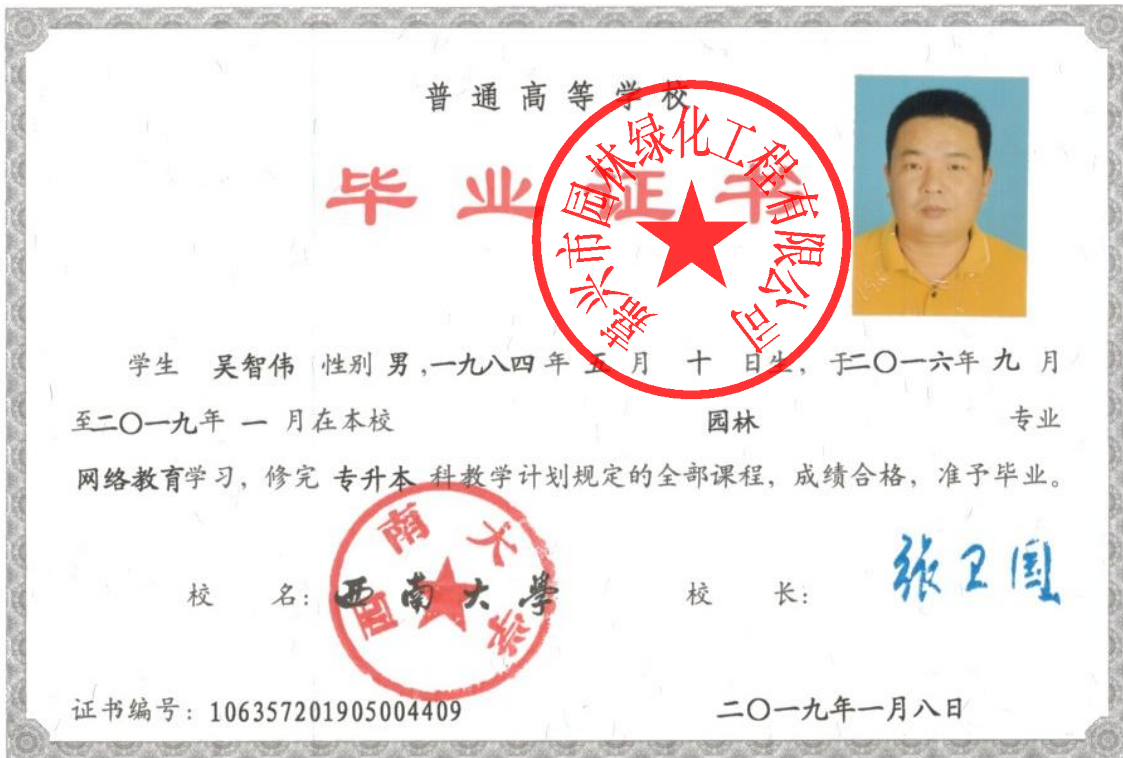 普通高等学校
毕业证书
嘉兴市园林绿化工程有限公司
学生 吴智伟 性别 男,一九八四年 五 月 十 日生,于二〇一六年 九 月
至二〇一九年 一 月在本校 园林 专业
网络教育学习,修完 专升本 科教学计划规定的全部课程,成绩合格,准予毕业。
校 名:西南大學 校 长:张卫国
西南大学
证书编号:106357201905004409 二〇一九年一月八日